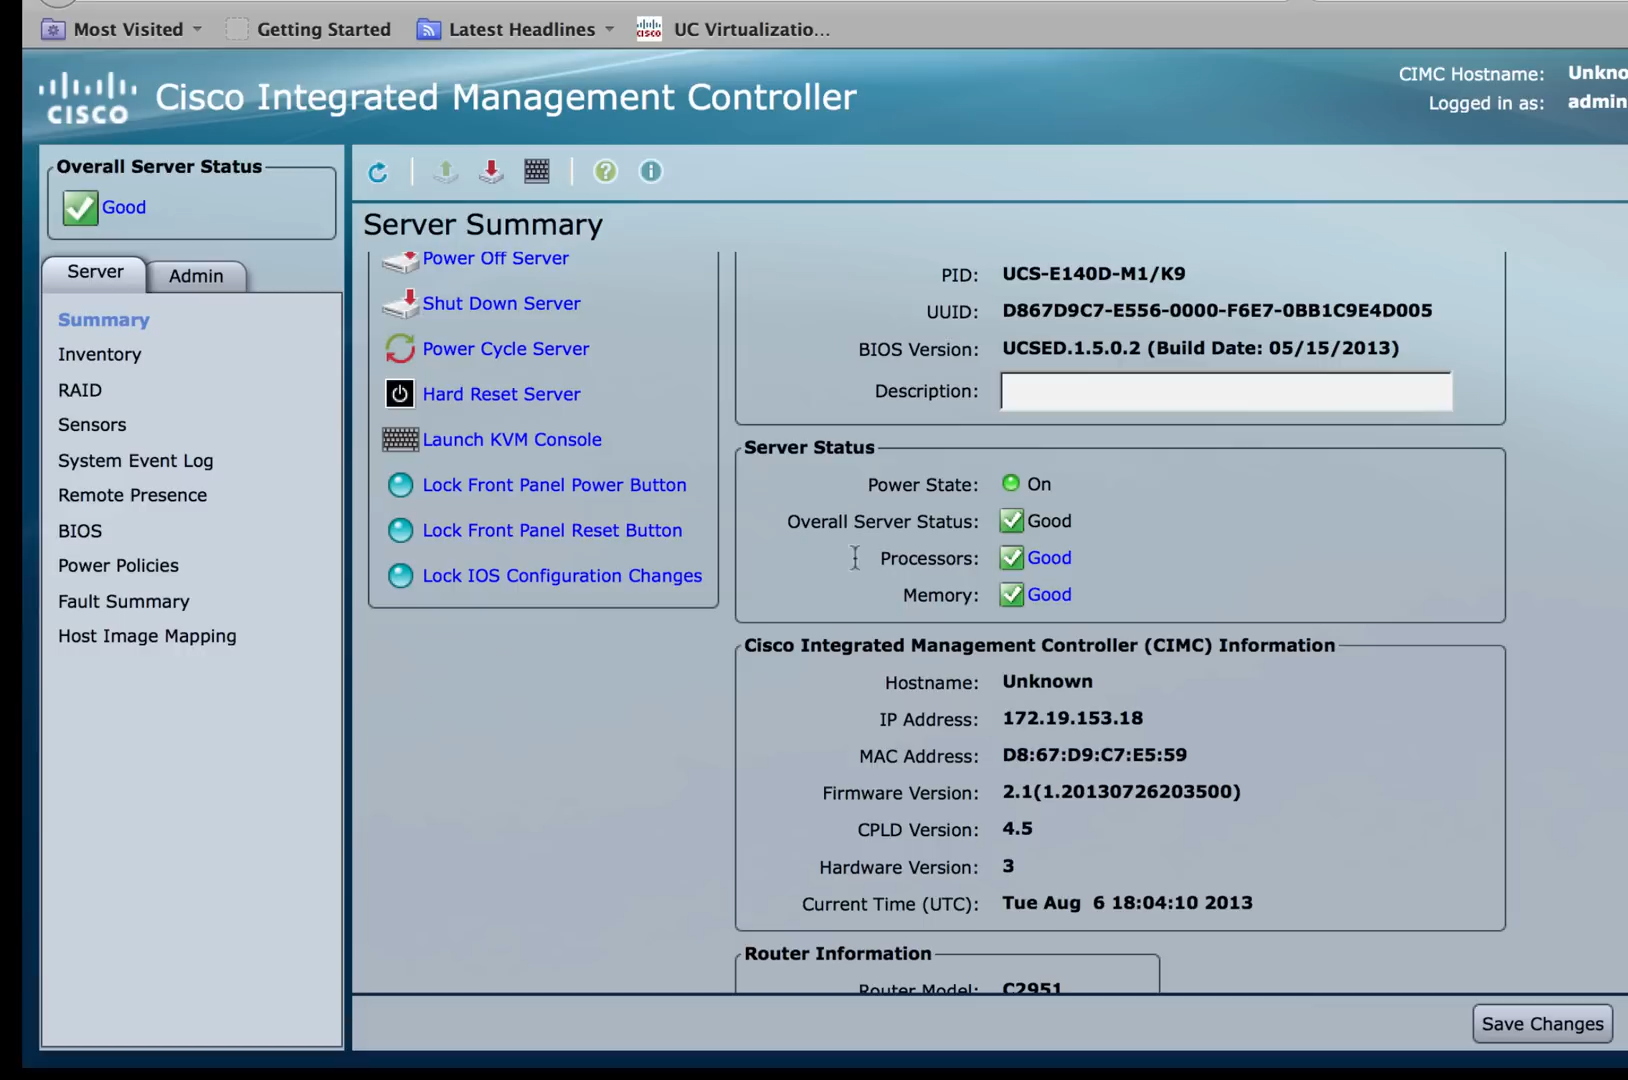 Most Visited
Getting Started
Latest Headlines
UC Virtualizatio...
CISCO
Cisco Integrated Management Controller
CIMC Hostname: Unkno
Logged in as: admin
Overall Server Status
Good
Server
Admin
Summary
Inventory
RAID
Sensors
System Event Log
Remote Presence
BIOS
Power Policies
Fault Summary
Host Image Mapping
Server Summary
Power Off Server
Shut Down Server
Power Cycle Server
Hard Reset Server
Launch KVM Console
Lock Front Panel Power Button
Lock Front Panel Reset Button
Lock IOS Configuration Changes
PID: UCS-E140D-M1/K9
UUID: D867D9C7-E556-0000-F6E7-0BB1C9E4D005
BIOS Version: UCSED.1.5.0.2 (Build Date: 05/15/2013)
Description:
Server Status
Power State: On
Overall Server Status: Good
Processors: Good
Memory: Good
Cisco Integrated Management Controller (CIMC) Information
Hostname: Unknown
IP Address: 172.19.153.18
MAC Address: D8:67:D9:C7:E5:59
Firmware Version: 2.1(1.20130726203500)
CPLD Version: 4.5
Hardware Version: 3
Current Time (UTC): Tue Aug 6 18:04:10 2013
Router Information
Router Model: C2951
Save Changes